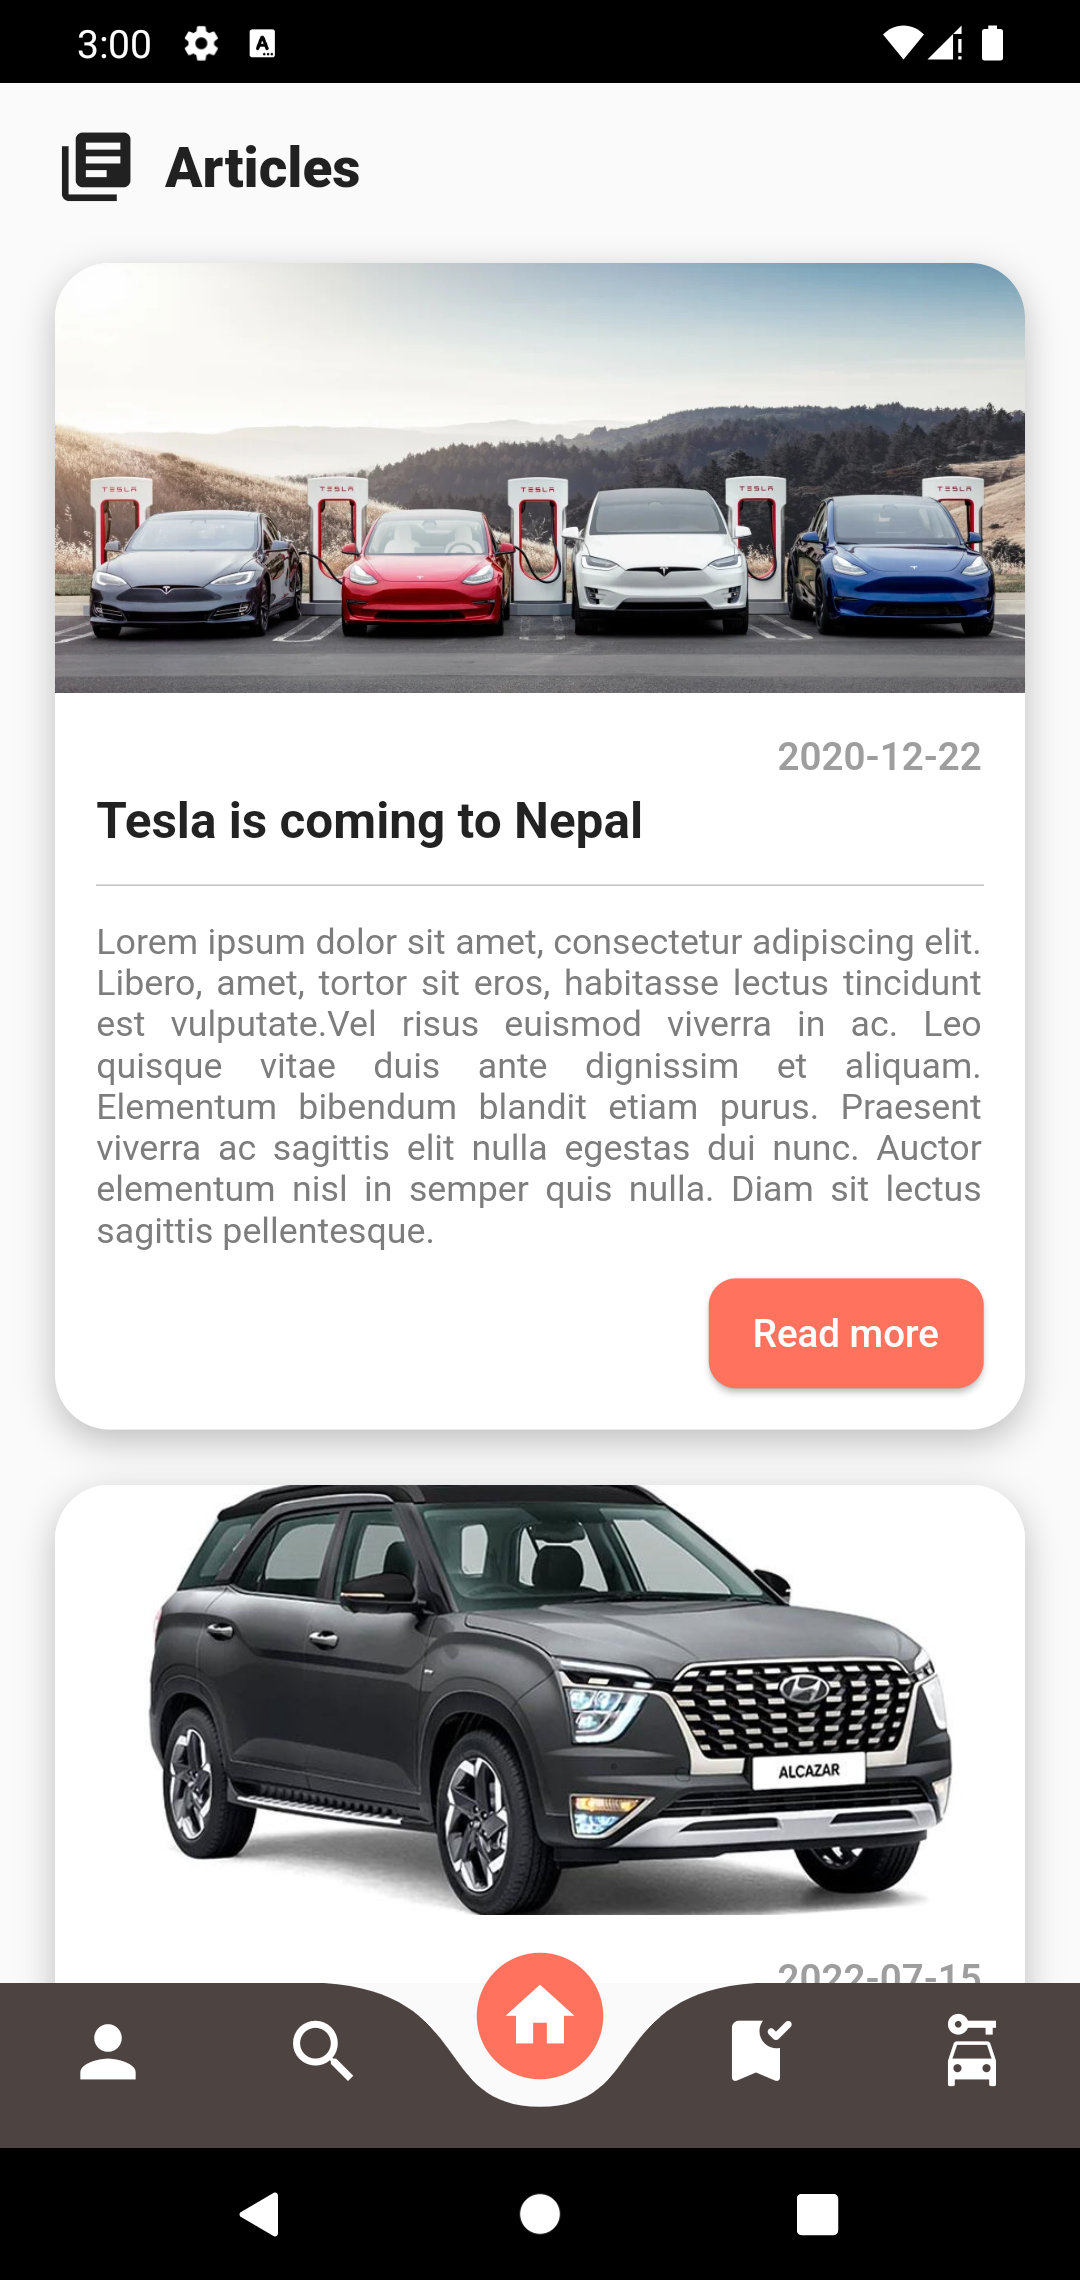 3:00
Articles
TESLA TESLA TESLA TESLA TESLA
2020-12-22
Tesla is coming to Nepal
Lorem ipsum dolor sit amet, consectetur adipiscing elit.
Libero, amet, tortor sit eros, habitasse lectus tincidunt
est vulputate.Vel risus euismod viverra in ac. Leo
quisque vitae duis ante dignissim et aliquam.
Elementum bibendum blandit etiam purus. Praesent
viverra ac sagittis elit nulla egestas dui nunc. Auctor
elementum nisl in semper quis nulla. Diam sit lectus
sagittis pellentesque.
Read more
ALCAZAR
2022-07-15